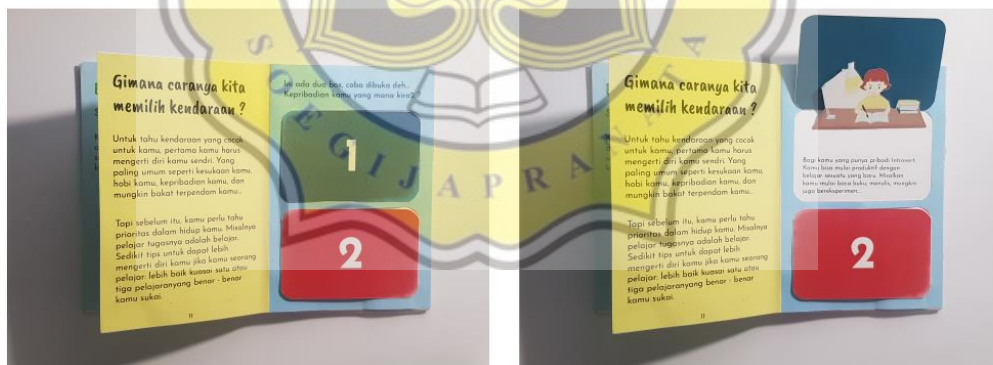 Gimana caranya kita
memilih kendaraan ?
Untuk tahu kendaraan yang cocok
untuk kamu, pertama kamu harus
mengerti diri kamu sendri. Yang
paling umum seperti kesukaan kamu,
hobi kamu, kepribadian kamu, dan
mungkin bakat terpendam kamu..
Tapi sebelum itu, kamu perlu tahu
prioritas dalam hidup kamu. Misalnya
pelajar tugasnya adalah belajar.
Sedikit tips untuk dapat lebih
mengerti diri kamu jika kamu seorang
pelajar: lebih baik kuasai satu atau
tiga pelajaranyang benar - benar
kamu sukai.
11
Ini ada dua box, coba dibuka deh..
Kepribadian kamu yang mana kira2 ?
1
2
Gimana caranya kita
memilih kendaraan ?
Untuk tahu kendaraan yang cocok
untuk kamu, pertama kamu harus
mengerti diri kamu sendri. Yang
paling umum seperti kesukaan kamu,
hobi kamu, kepribadian kamu, dan
mungkin bakat terpendam kamu..
Tapi sebelum itu, kamu perlu tahu
prioritas dalam hidup kamu. Misalnya
pelajar tugasnya adalah belajar.
Sedikit tips untuk dapat lebih
mengerti diri kamu jika kamu seorang
pelajar: lebih baik kuasai satu atau
tiga pelajaranyang benar - benar
kamu sukai.
11
Bagi kamu yang punya pribadi Introvert,
Kamu bisa mulai produktif dengan
belajar sesuatu yang baru. Misalkan
kamu mulai baca buku, menulis, mungkin
juga bereksperimen...
2
SOEGIJAPRANATA